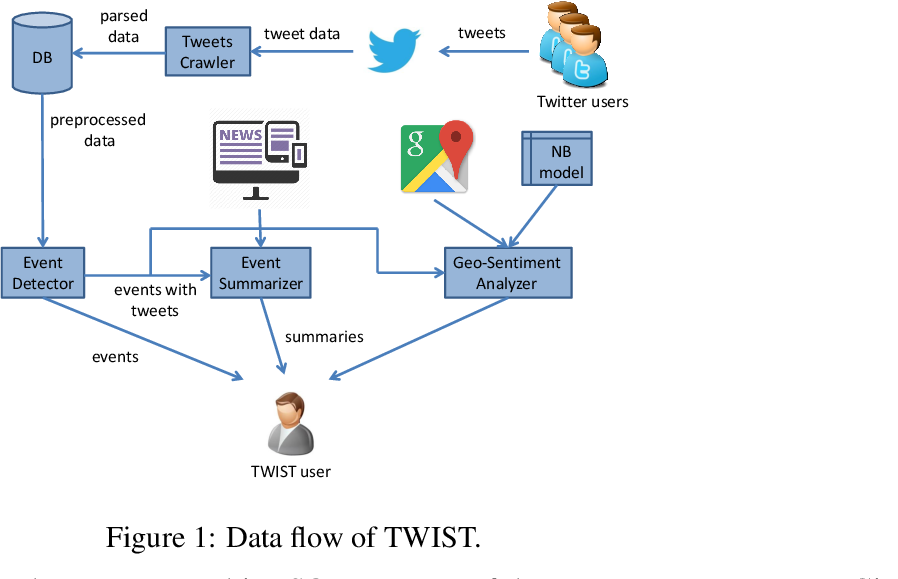 parsed
data
DB
Tweets
Crawler
tweet data
tweets
Twitter users
preprocessed
data
NEWS
g
NB
model
Event
Detector
events with
tweets
Event
Summarizer
Geo-Sentiment
Analyzer
events
summaries
TWIST user
Figure 1: Data flow of TWIST.